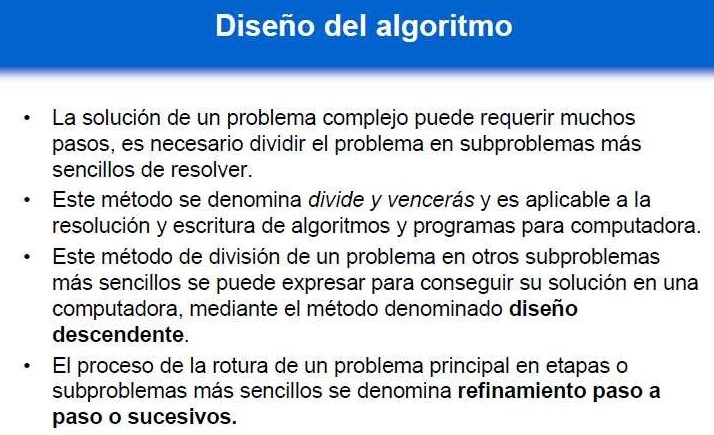 Diseño del algoritmo
• La solución de un problema complejo puede requerir muchos
pasos, es necesario dividir el problema en subproblemas más
sencillos de resolver.
• Este método se denomina divide y vencerás y es aplicable a la
resolución y escritura de algoritmos y programas para computadora.
• Este método de división de un problema en otros subproblemas
más sencillos se puede expresar para conseguir su solución en una
computadora, mediante el método denominado diseño
descendente.
• El proceso de la rotura de un problema principal en etapas o
subproblemas más sencillos se denomina refinamiento paso a
paso o sucesivos.